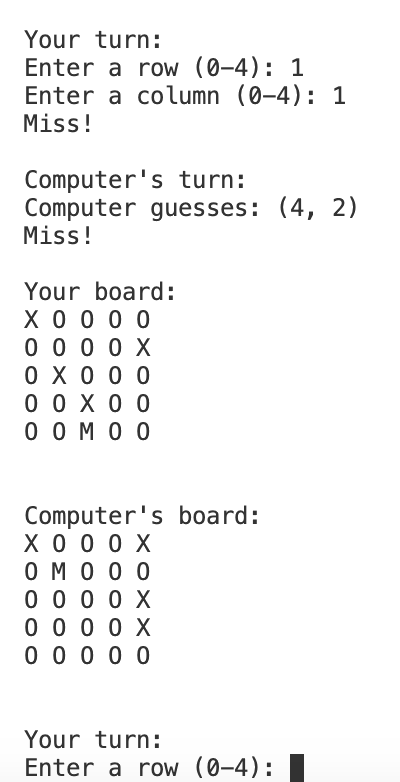 Your turn:
Enter a row (0-4): 1
Enter a column (0-4): 1
Miss!
Computer's turn:
Computer guesses: (4, 2)
Miss!
Your board:
X O O O O
O O O O X
O X O O O
O O X O O
O O M O O
Computer's board:
X O O O X
O M O O O
O O O O X
O O O O X
O O O O O
Your turn:
Enter a row (0-4):